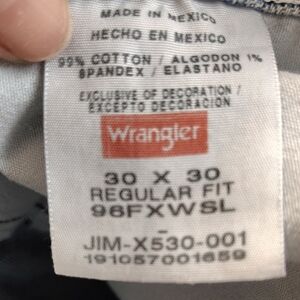 MADE IN MEXICO
HECHO EN MEXICO
99% COTTON / ALGODON 1%
SPANDEX / ELASTANO
EXCLUSIVE OF DECORATION /
EXCEPTO DECORACION
Wrangler
30 X 30
REGULAR FIT
96FXWSL
-
JIM-X530-001
191057001659